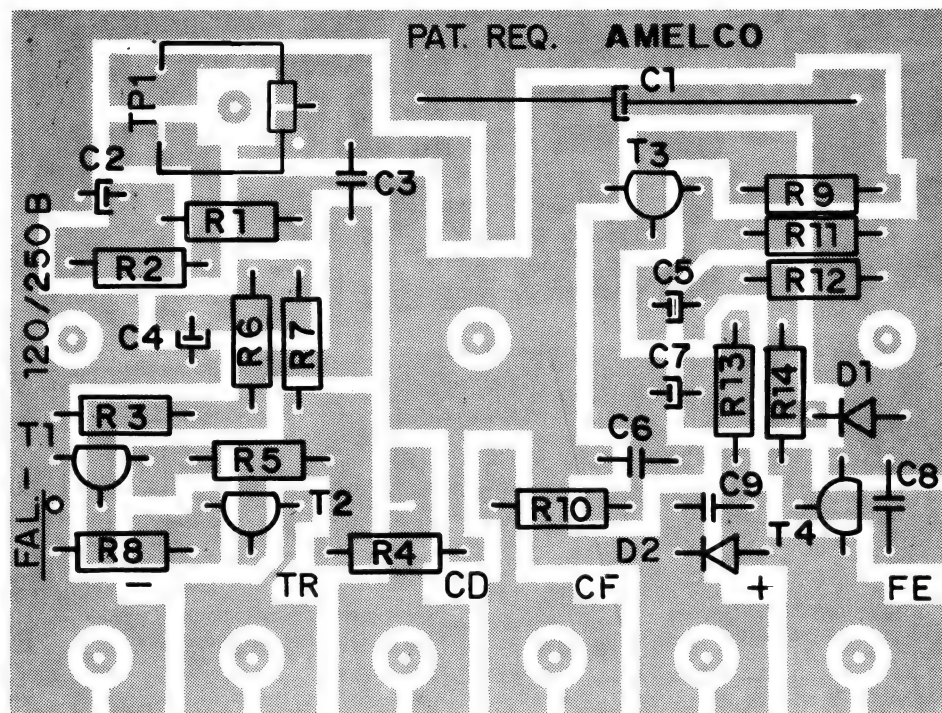 PAT. REQ. AMELCO
TP1
C1
C2
C3
T3
R1
R9
R11
R2
R12
120/250 B
C5
C4
R6
R7
C7
R13
R14
D1
R3
T1
C6
R5
C8
C9
FAL. - o
T2
R10
T4
R8
R4
D2
-
TR
CD
CF
+
FE